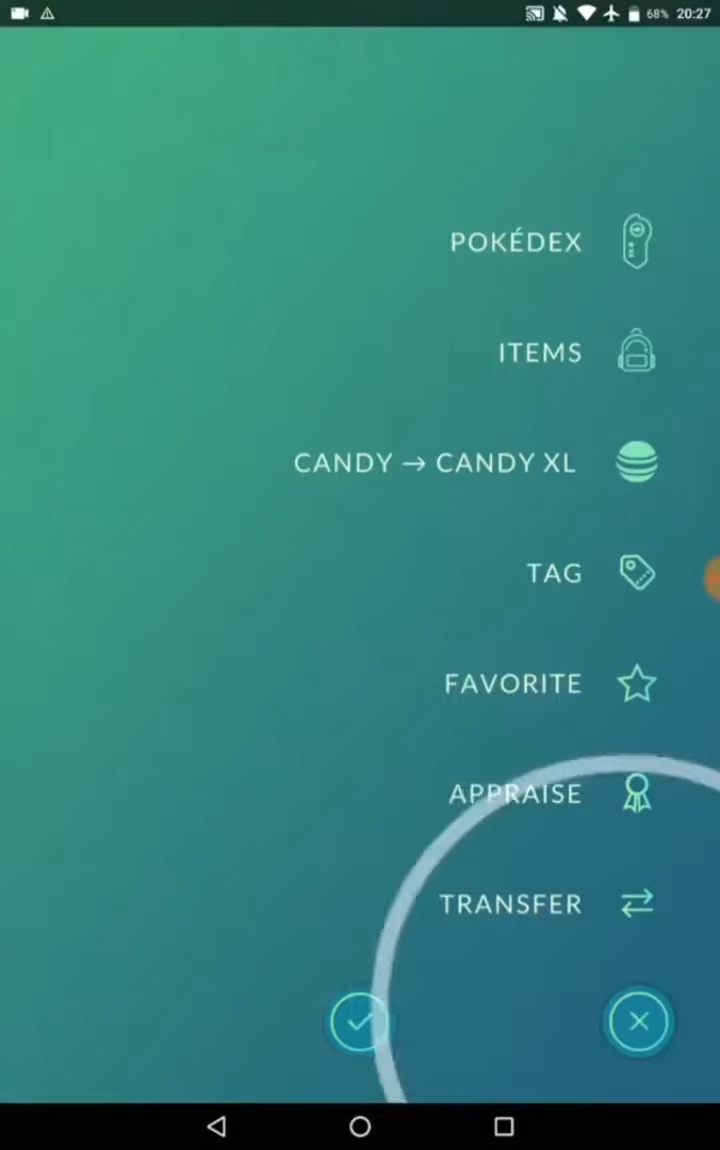 68% 20:27
POKÉDEX
ITEMS
CANDY → CANDY XL
TAG
FAVORITE
APPRAISE
TRANSFER